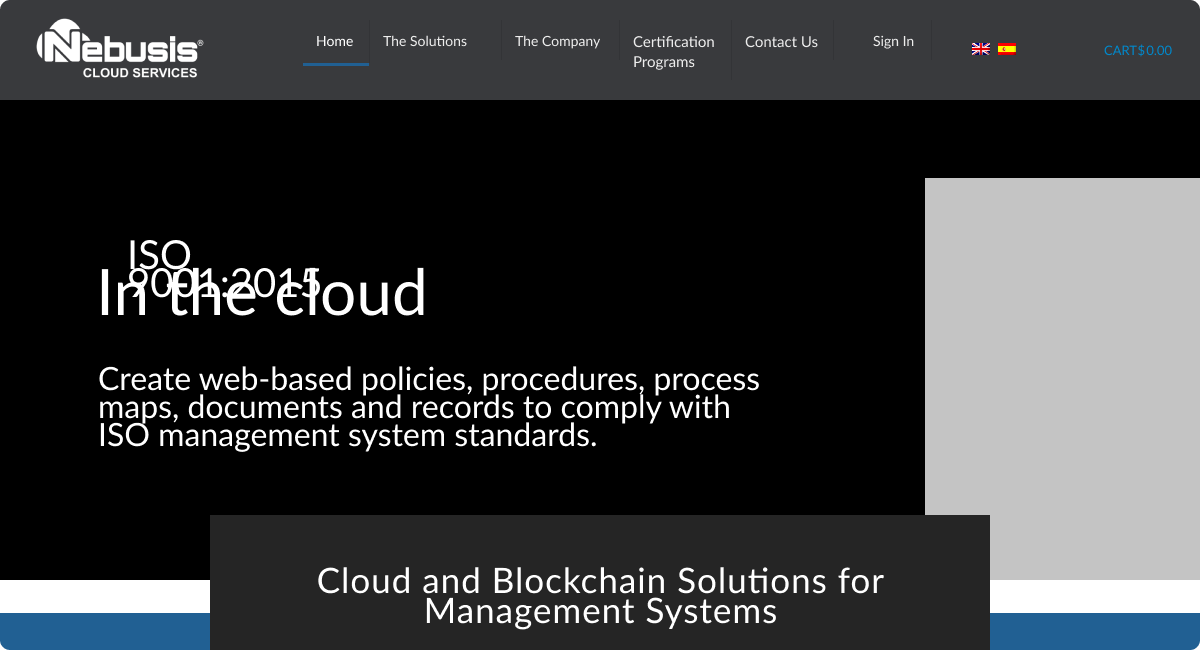 Nebusis®
CLOUD SERVICES
Home
The Solutions
The Company
Certification
Programs
Contact Us
Sign In
CART$0.00
ISO
9001:2015
In the cloud
Create web-based policies, procedures, process
maps, documents and records to comply with
ISO management system standards.
Cloud and Blockchain Solutions for
Management Systems